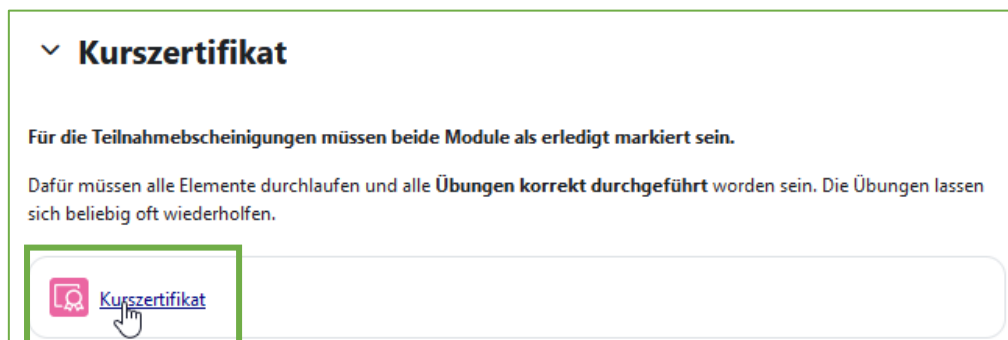 Kurszertifikat
Für die Teilnahmebescheinigungen müssen beide Module als erledigt markiert sein.
Dafür müssen alle Elemente durchlaufen und alle Übungen korrekt durchgeführt worden sein. Die Übungen lassen
sich beliebig oft wiederholfen.
Kurszertifikat